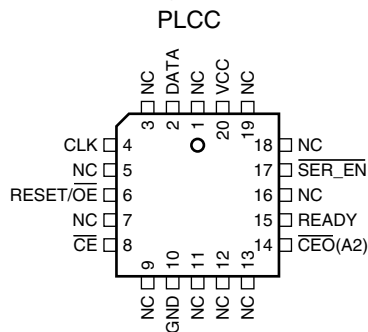 PLCC
NC
DATA
NC
VCC
NC
3
2
1
20
19
CLK 4
NC 5
RESET/OE 6
NC 7
CE 8
18 NC
17 SER_EN
16 NC
15 READY
14 CEO(A2)
9
10
11
12
13
NC
GND
NC
NC
NC